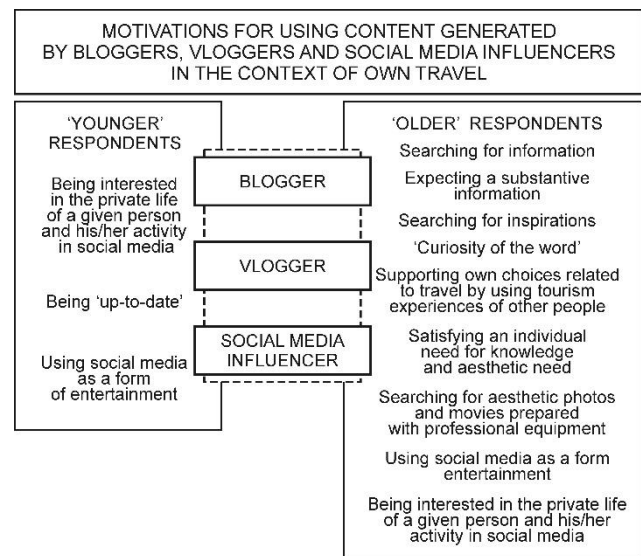 MOTIVATIONS FOR USING CONTENT GENERATED
BY BLOGGERS, VLOGGERS AND SOCIAL MEDIA INFLUENCERS
IN THE CONTEXT OF OWN TRAVEL
'YOUNGER'
RESPONDENTS
Being interested
in the private life
of a given person
and his/her activity
in social media
Being 'up-to-date'
Using social media
as a form
of entertainment
BLOGGER
VLOGGER
SOCIAL MEDIA
INFLUENCER
'OLDER' RESPONDENTS
Searching for information
Expecting a substantive
information
Searching for inspirations
'Curiosity of the word'
Supporting own choices related
to travel by using tourism
experiences of other people
Satisfying an individual
need for knowledge
and aesthetic need
Searching for aesthetic photos
and movies prepared
with professional equipment
Using social media as a form
entertainment
Being interested in the private life
of a given person and his/her
activity in social media